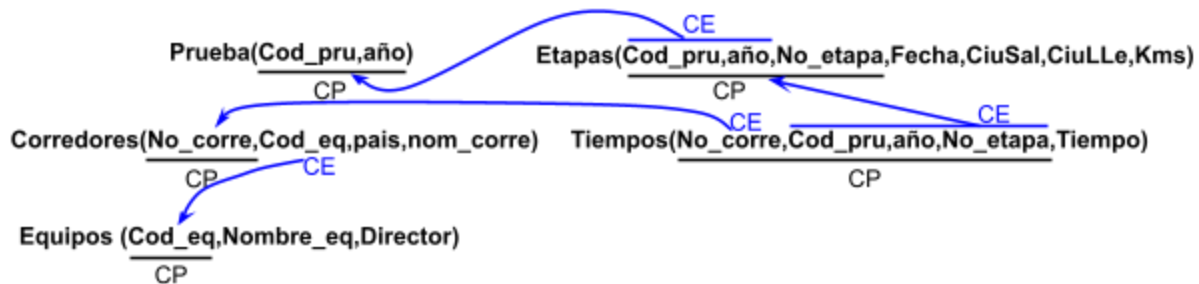 CE
Prueba(Cod_pru,año)
Etapas(Cod_pru,año,No_etapa,Fecha,CiuSal,CiuLLe,Kms)
CP
CP
CE
CE
Corredores(No_corre,Cod_eq,pais,nom_corre)
Tiempos(No_corre,Cod_pru,año,No_etapa,Tiempo)
CP
CE
CP
Equipos (Cod_eq,Nombre_eq,Director)
CP